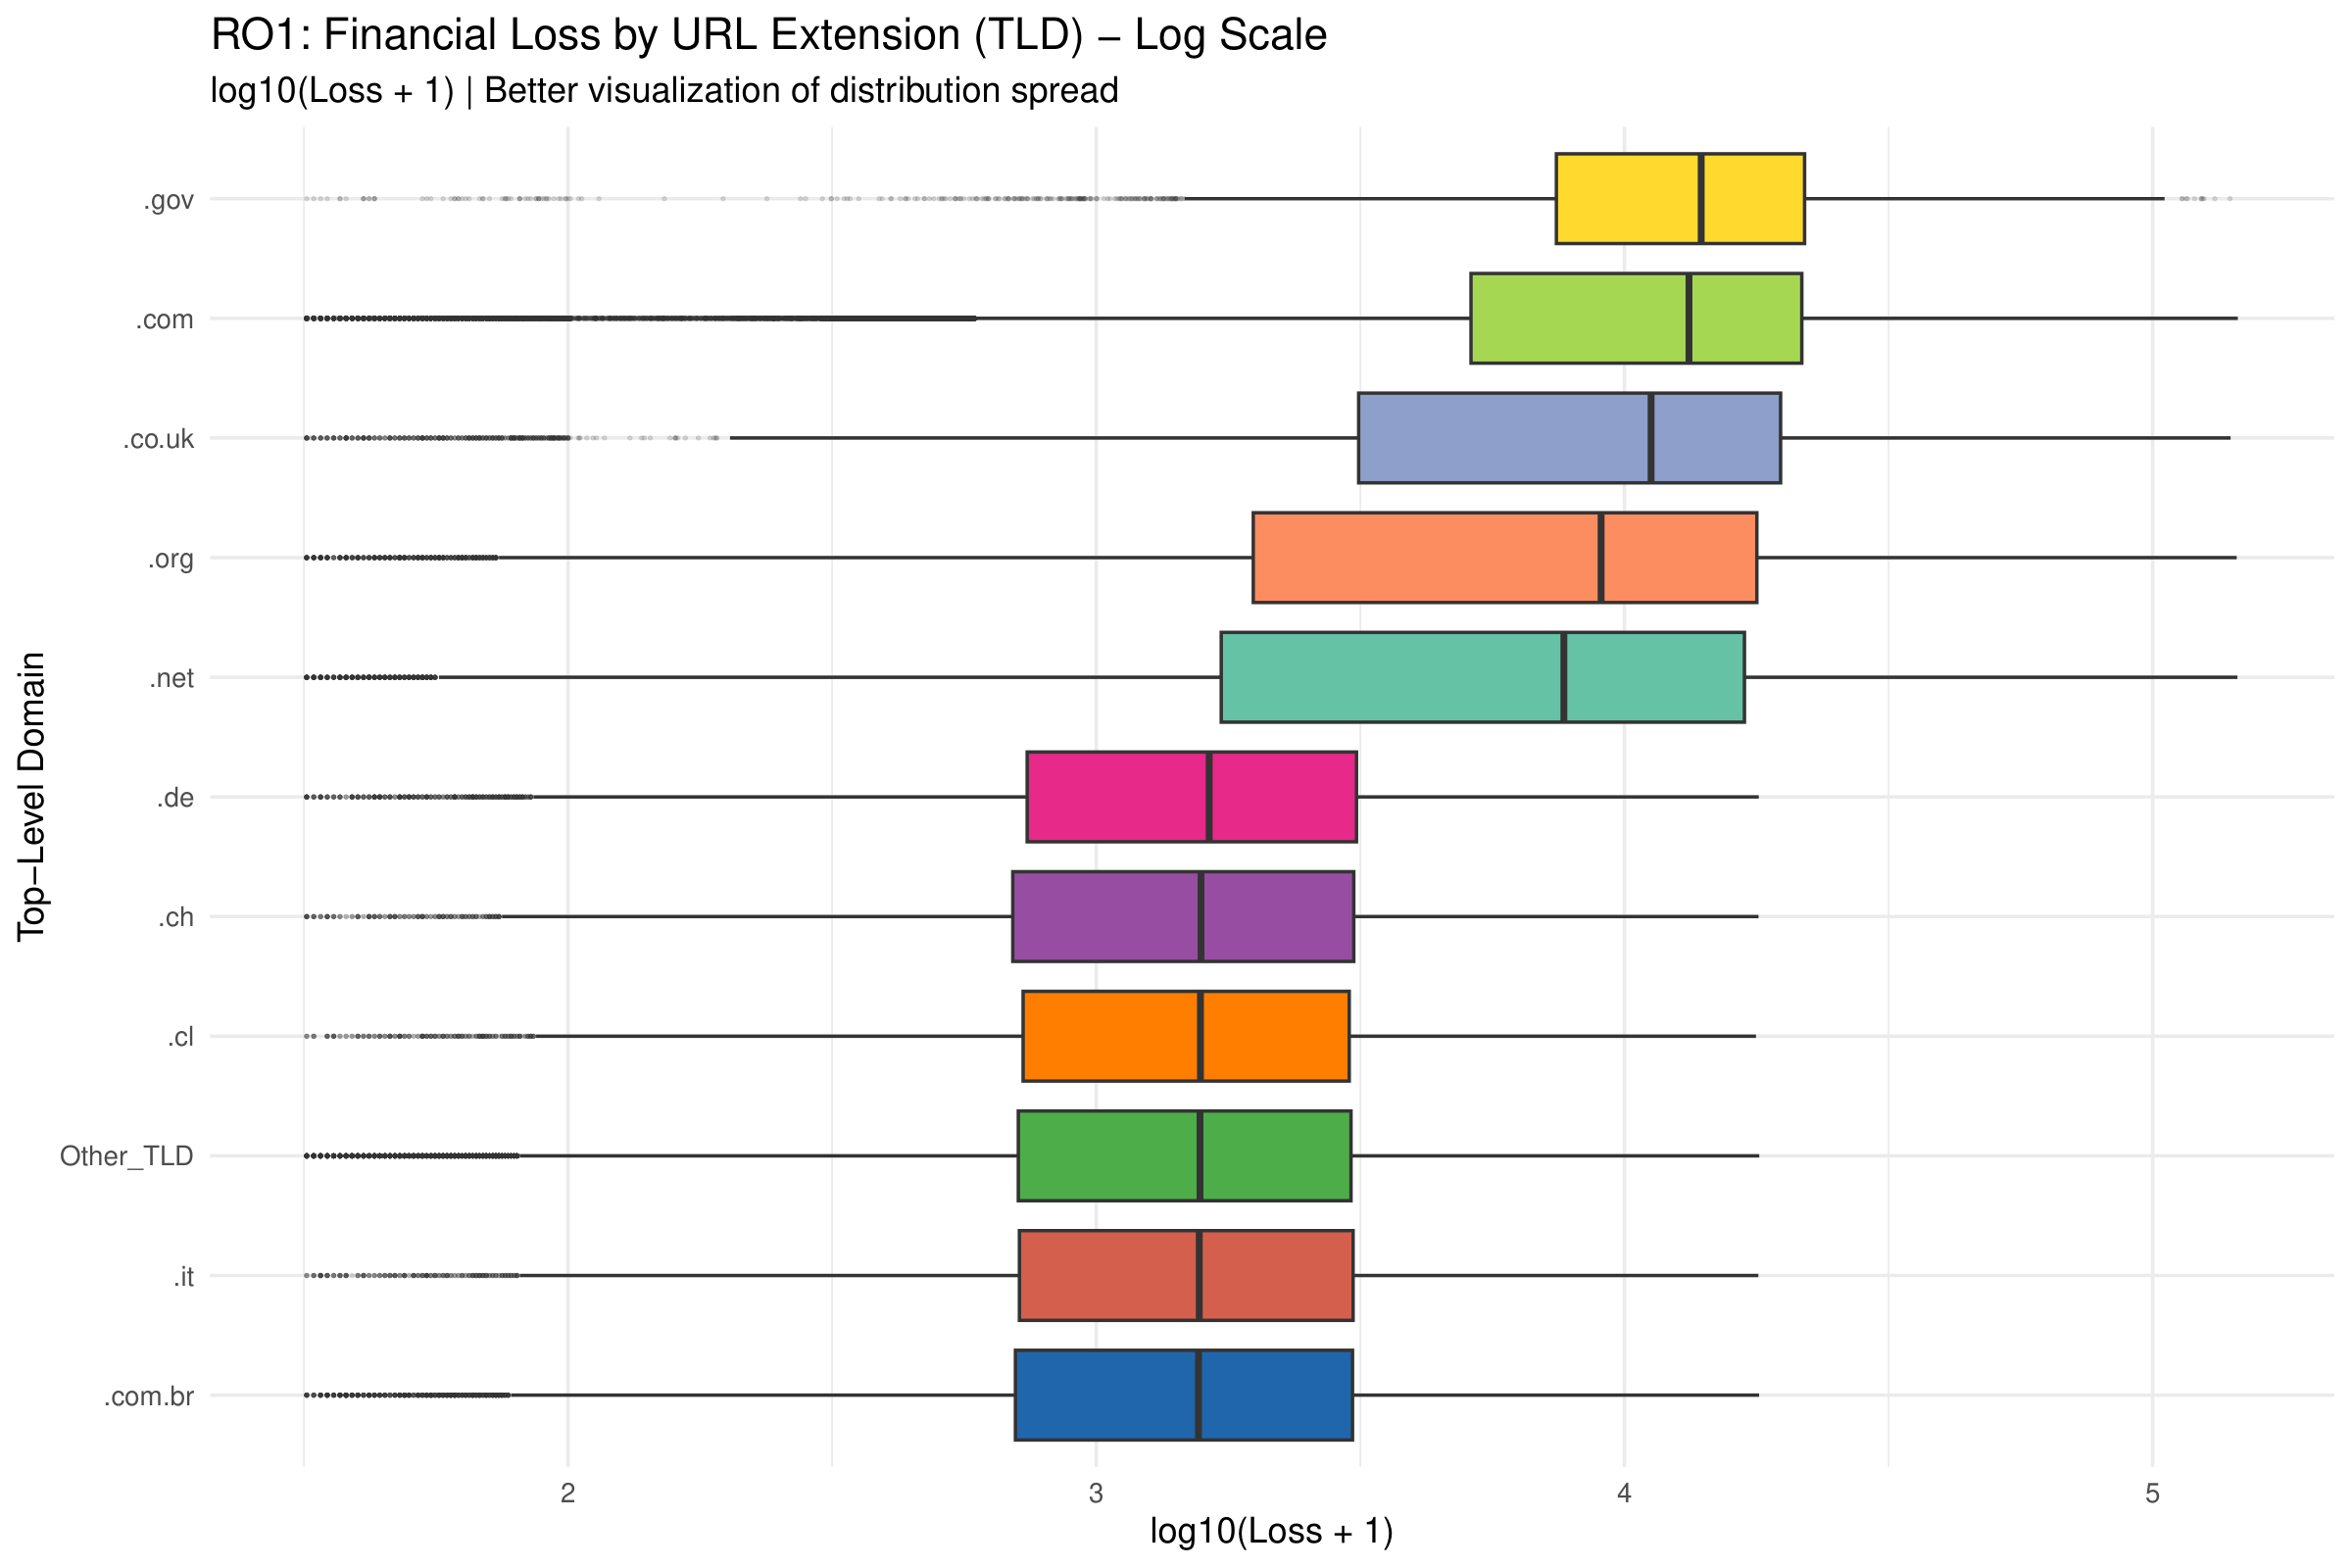 RO1: Financial Loss by URL Extension (TLD) – Log Scale
log10(Loss + 1) | Better visualization of distribution spread
Top–Level Domain
.gov
.com
.co.uk
.org
.net
.de
.ch
.cl
Other_TLD
.it
.com.br
2 3 4 5
log10(Loss + 1)